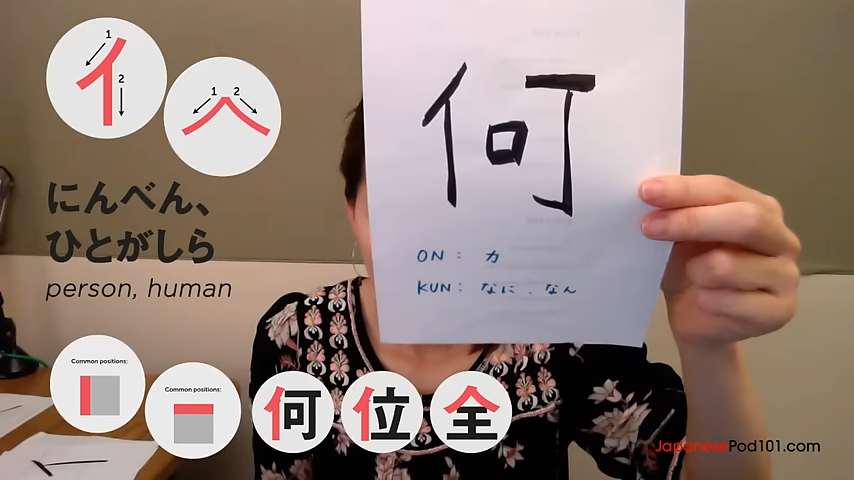 1
2
1 2
にんべん、
ひとがしら
person, human
Common positions:
Common positions:
何 位 全
何
ON : カ
KUN : なに . なん
JapanesePod101.com